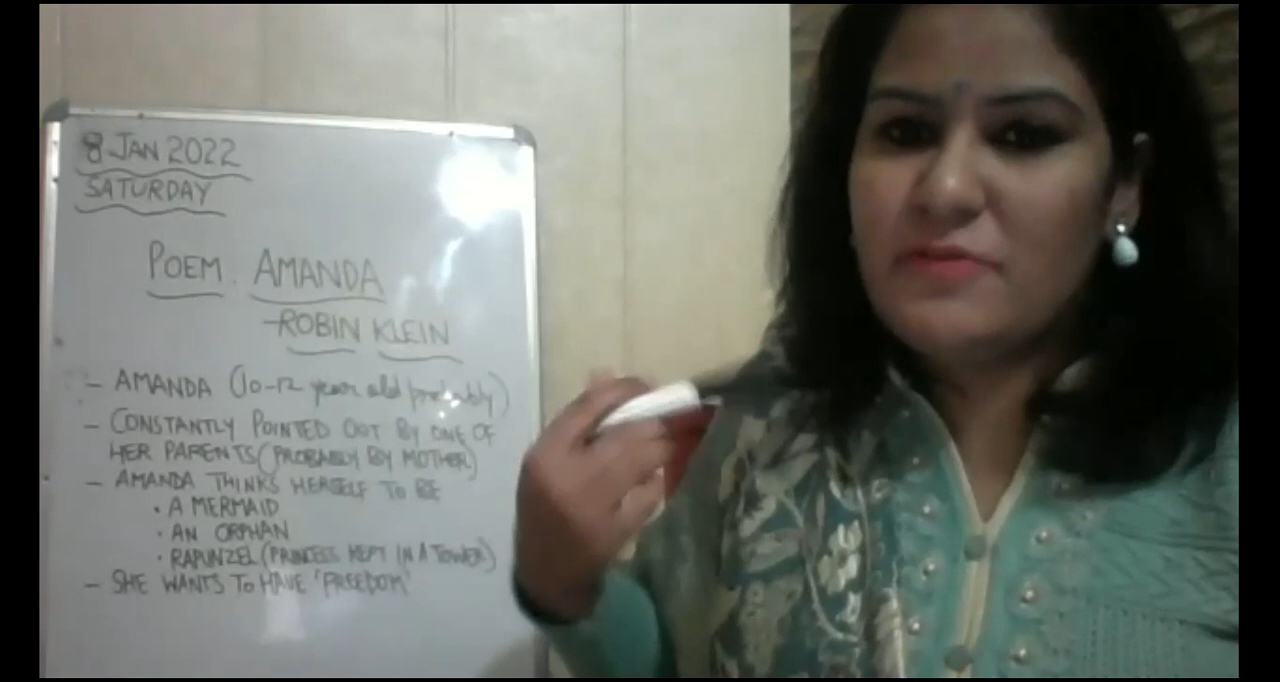 8 JAN 2022
SATURDAY
POEM. AMANDA
-ROBIN KLEIN
- AMANDA (10-12 year old probably)
- CONSTANTLY POINTED OUT BY ONE OF
HER PARENTS (PROBABLY BY MOTHER)
- AMANDA THINKS HERSELF TO BE
• A MERMAID
• AN ORPHAN
• RAPUNZEL (PRINCESS KEPT IN A TOWER)
- SHE WANTS TO HAVE 'FREEDOM'